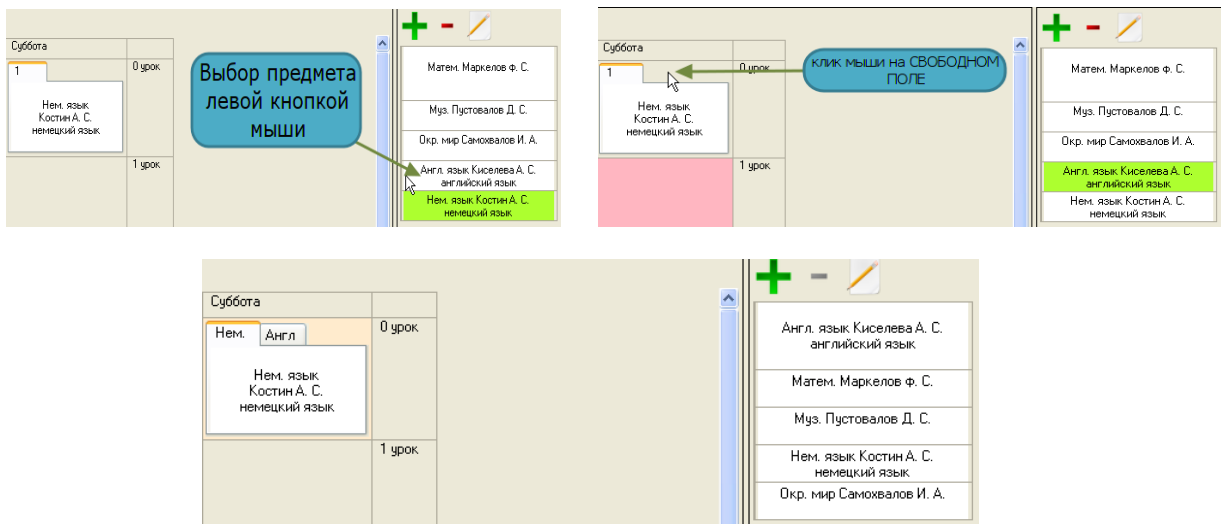 Суббота
1
0 урок
Нем. язык
Костин А. С.
немецкий язык
1 урок
Выбор предмета
левой кнопкой
мыши
Матем. Маркелов Ф. С.
Муз. Пустовалов Д. С.
Окр. мир Самохвалов И. А.
Англ. язык Киселева А. С.
английский язык
Нем. язык Костин А. С.
немецкий язык
Суббота
1
0 урок
Нем. язык
Костин А. С.
немецкий язык
1 урок
клик мыши на СВОБОДНОМ
ПОЛЕ
Матем. Маркелов Ф. С.
Муз. Пустовалов Д. С.
Окр. мир Самохвалов И. А.
Англ. язык Киселева А. С.
английский язык
Нем. язык Костин А. С.
немецкий язык
Суббота
Нем.
Англ
0 урок
Нем. язык
Костин А. С.
немецкий язык
1 урок
Англ. язык Киселева А. С.
английский язык
Матем. Маркелов Ф. С.
Муз. Пустовалов Д. С.
Нем. язык Костин А. С.
немецкий язык
Окр. мир Самохвалов И. А.